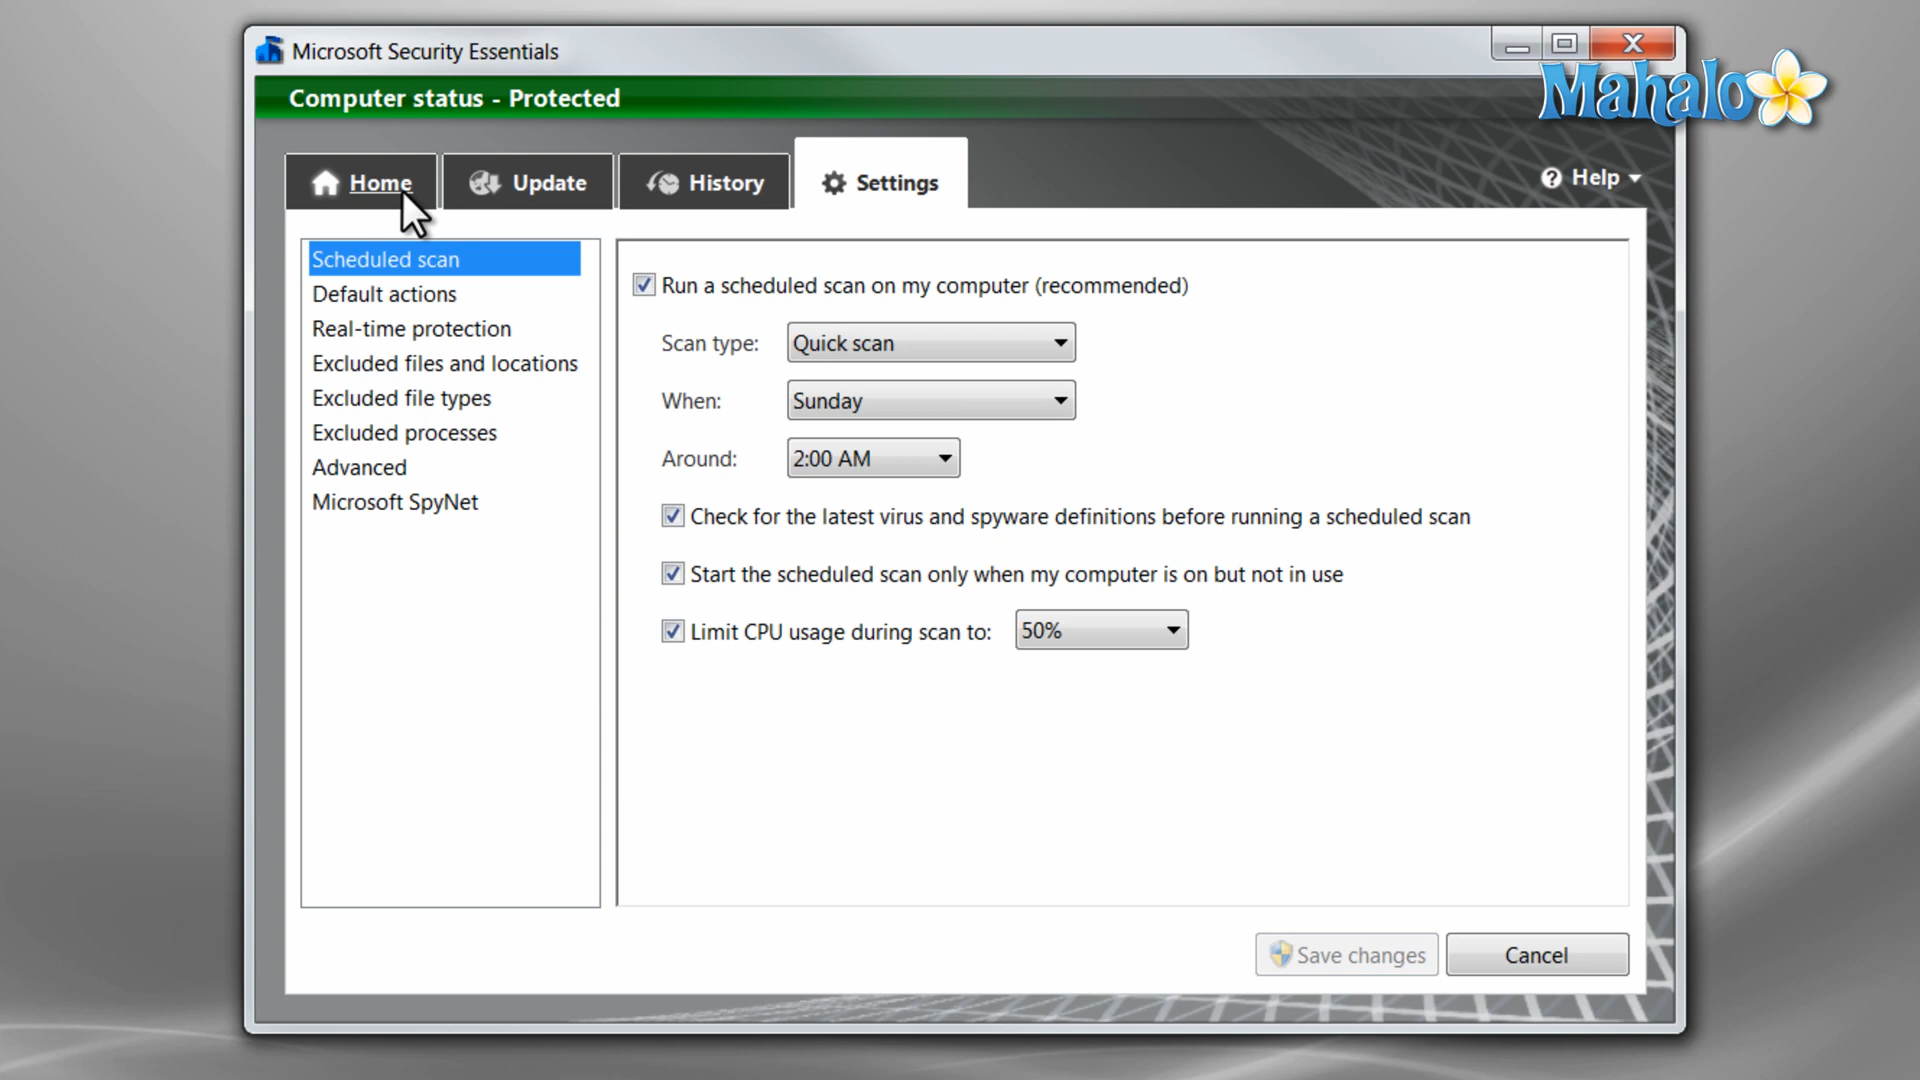 Microsoft Security Essentials
Mahalo
Computer status - Protected
Home
Update
History
Settings
Help
Scheduled scan
Default actions
Real-time protection
Excluded files and locations
Excluded file types
Excluded processes
Advanced
Microsoft SpyNet
Run a scheduled scan on my computer (recommended)
Scan type: Quick scan
When: Sunday
Around: 2:00 AM
Check for the latest virus and spyware definitions before running a scheduled scan
Start the scheduled scan only when my computer is on but not in use
Limit CPU usage during scan to: 50%
Save changes
Cancel